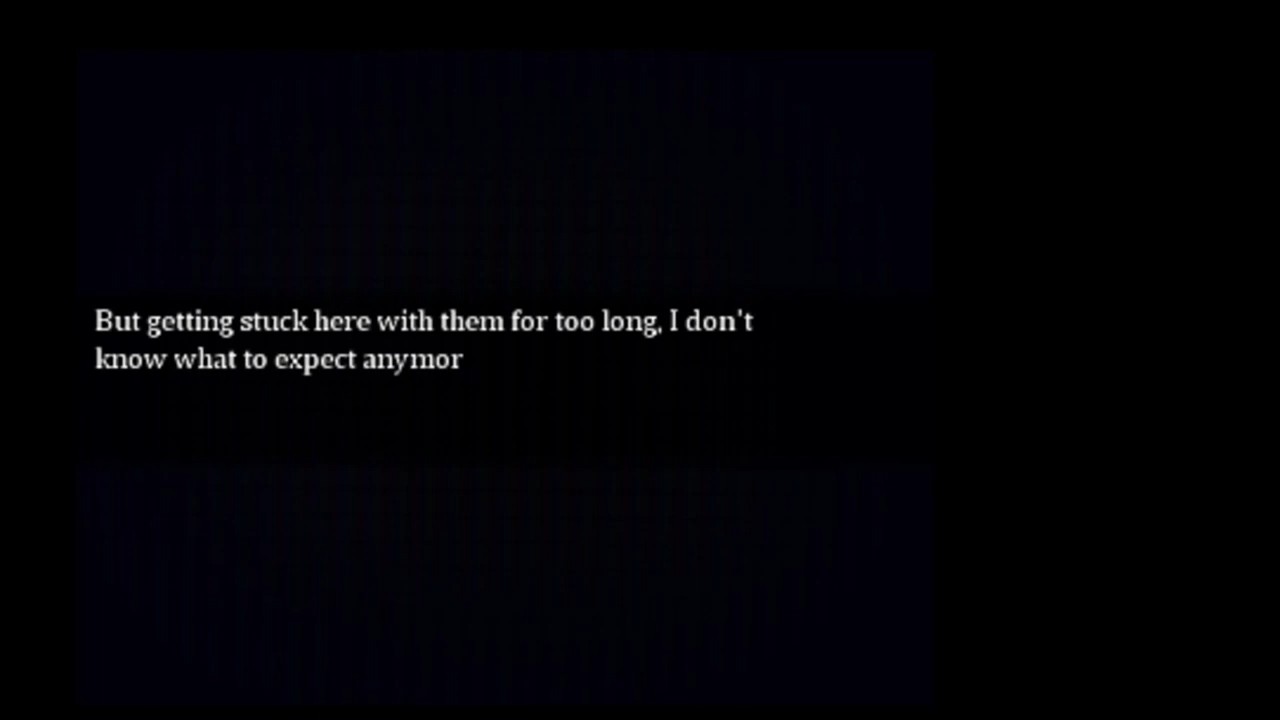 But getting stuck here with them for too long, I don't
know what to expect anymor